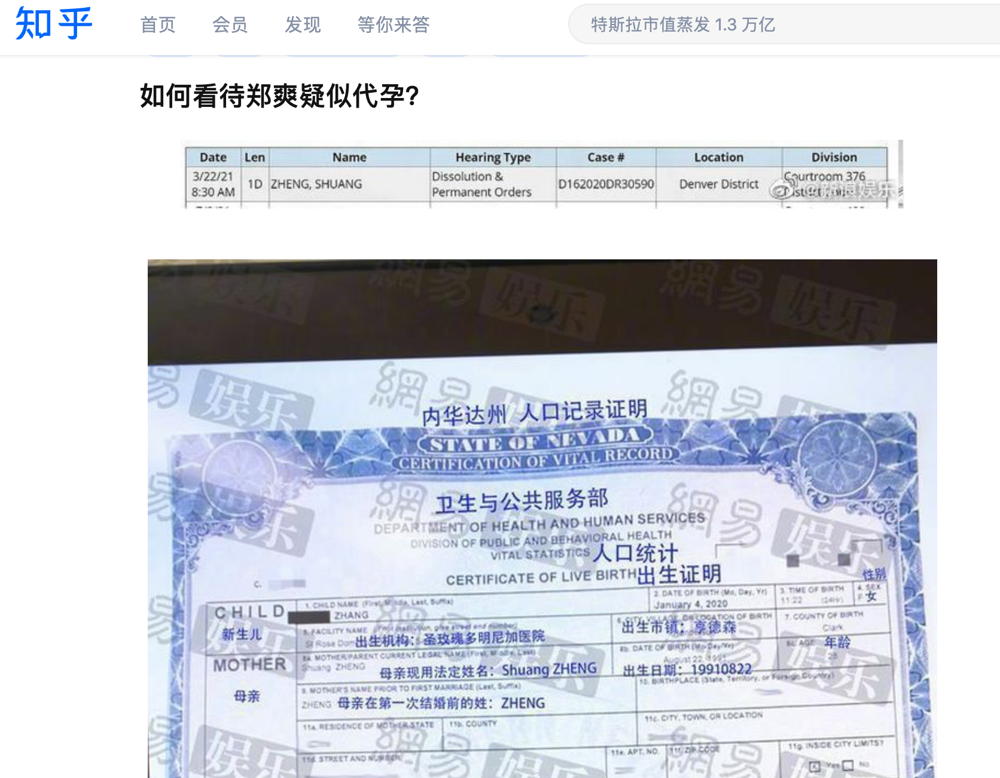 知乎 首页 会员 发现 等你来答 特斯拉市值蒸发 1.3 万亿
如何看待郑爽疑似代孕?
Date Len Name Hearing Type Case # Location Division
3/22/21 8:30 AM 1D ZHENG, SHUANG Dissolution & Permanent Orders D162020DR30590 Denver District Courtroom 376
網易 娱乐
内华达州 人口记录证明
STATE OF NEVADA
CERTIFICATION OF VITAL RECORD
卫生与公共服务部
DEPARTMENT OF HEALTH AND HUMAN SERVICES
DIVISION OF PUBLIC AND BEHAVIORAL HEALTH
VITAL STATISTICS 人口统计
CERTIFICATE OF LIVE BIRTH 出生证明
性别
CHILD 1. CHILD NAME (First, Middle, Last, Suffix) 2. DATE OF BIRTH (Mo, Day, Yr) 3. TIME OF BIRTH 4. SEX
ZHANG January 4, 2020 11:22 (24Hr) F 女
新生儿 5. FACILITY NAME (If not institution, give street and number) 6. CITY, VILLAGE, OR LOCATION OF BIRTH 7. COUNTY OF BIRTH
St Rose Dom 出生机构：圣玫瑰多明尼加医院 出生市镇：享德森 Clark
MOTHER 8a. MOTHER/PARENT CURRENT LEGAL NAME (First, Middle, Last) 8b. DATE OF BIRTH (Mo/Day/Yr) 8c. AGE 年龄
Shuang ZHENG 母亲现用法定姓名：Shuang ZHENG August 22, 1991 28
出生日期：19910822
母亲 9. MOTHER'S NAME PRIOR TO FIRST MARRIAGE (Last, Suffix) 10. BIRTHPLACE (State, Territory, or Foreign Country)
ZHENG 母亲在第一次结婚前的姓：ZHENG
11a. RESIDENCE OF MOTHER-STATE 11b. COUNTY 11c. CITY, TOWN, OR LOCATION
11d. STREET AND NUMBER 11e. APT. NO. 11f. ZIP CODE 11g. INSIDE CITY LIMITS?
Yes No